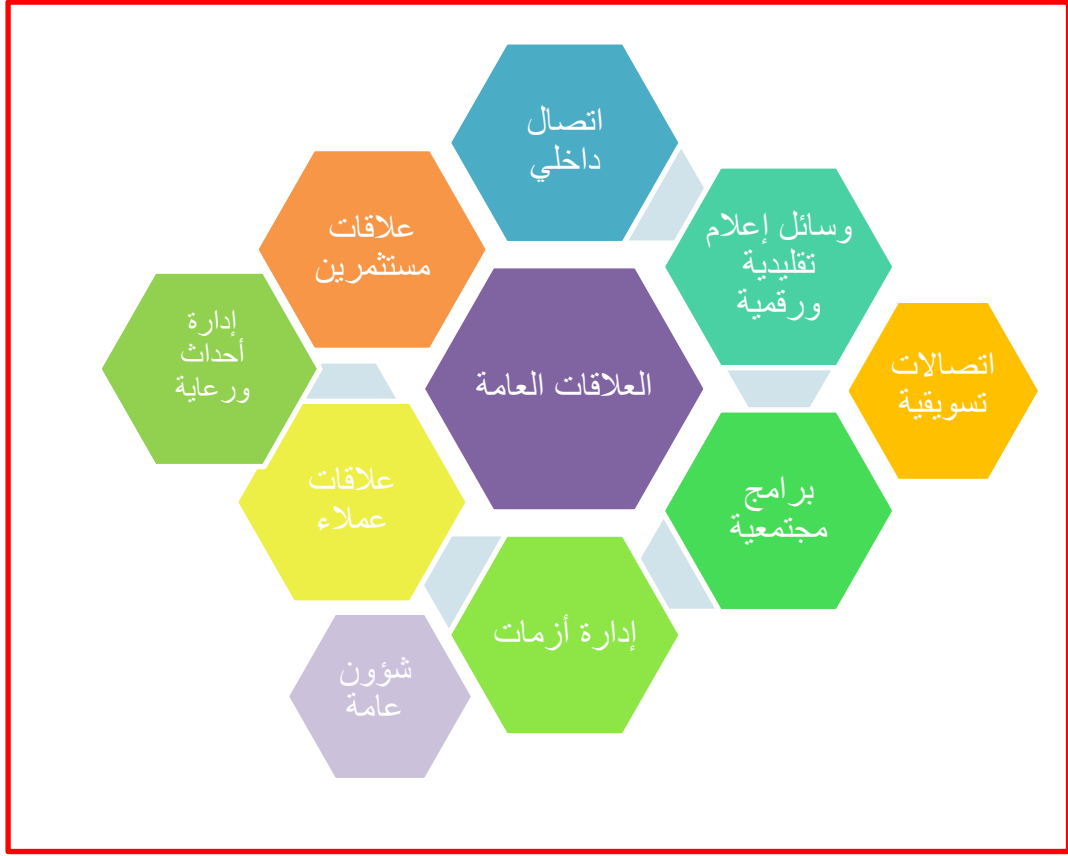 اتصال
داخلي
علاقات
مستثمرين
وسائل إعلام
تقليدية
ورقمية
إدارة
أحداث
ورعاية
العلاقات العامة
اتصالات
تسويقية
علاقات
عملاء
برامج
مجتمعية
إدارة أزمات
شؤون
عامة